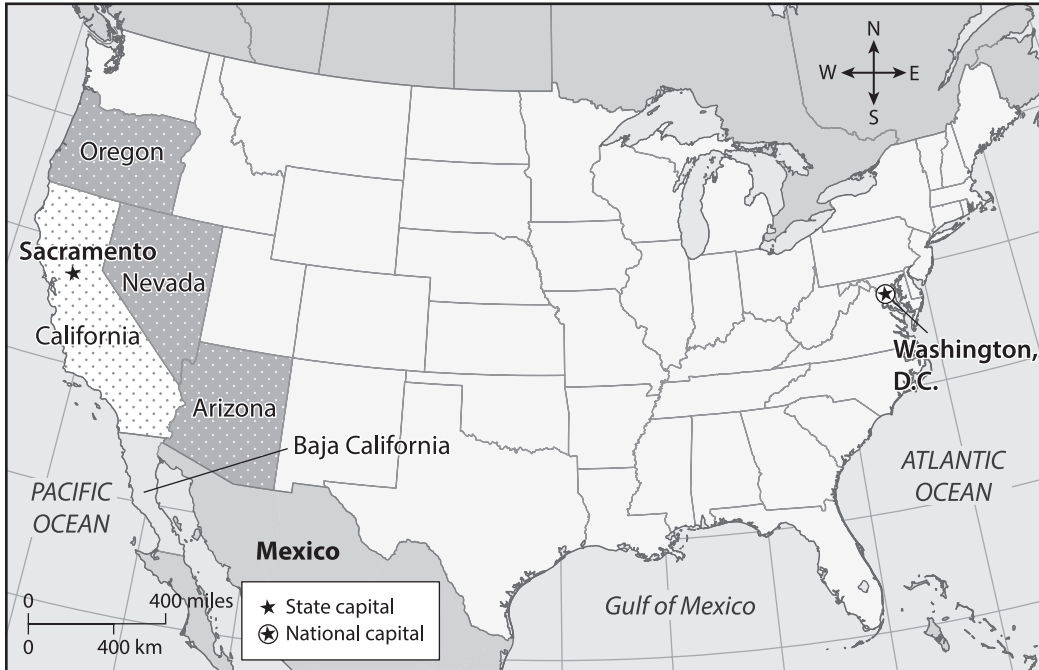 N
W E
S
Oregon
Sacramento
Nevada
California
Washington,
D.C.
Arizona
Baja California
PACIFIC
OCEAN
ATLANTIC
OCEAN
Mexico
Gulf of Mexico
0 400 miles
0 400 km
State capital
National capital